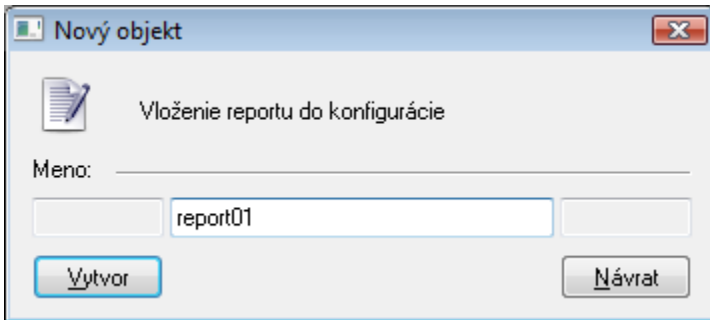 Nový objekt
Vloženie reportu do konfigurácie
Meno:
report01
Vytvor Návrat